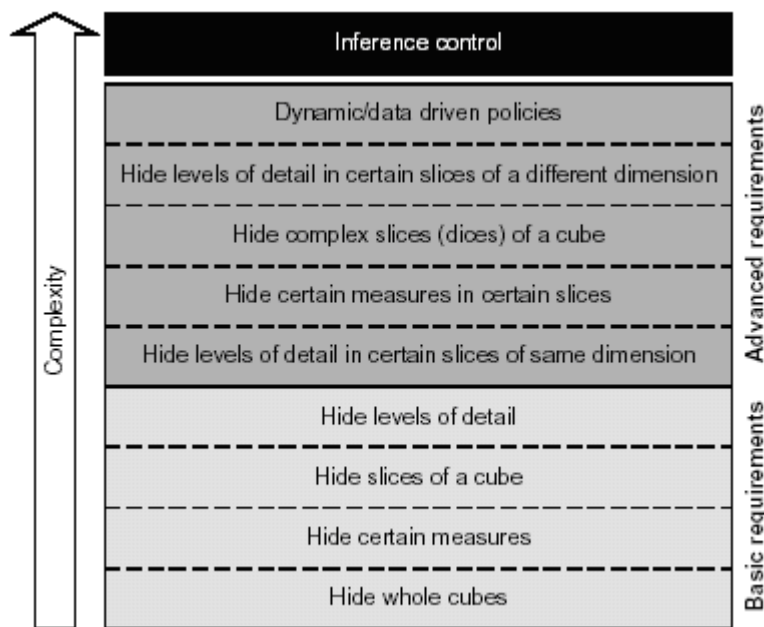 Inference control
Dynamic/data driven policies
Hide levels of detail in certain slices of a different dimension
Hide complex slices (dices) of a cube
Hide certain measures in certain slices
Hide levels of detail in certain slices of same dimension
Hide levels of detail
Hide slices of a cube
Hide certain measures
Hide whole cubes
Complexity
Advanced requirements
Basic requirements